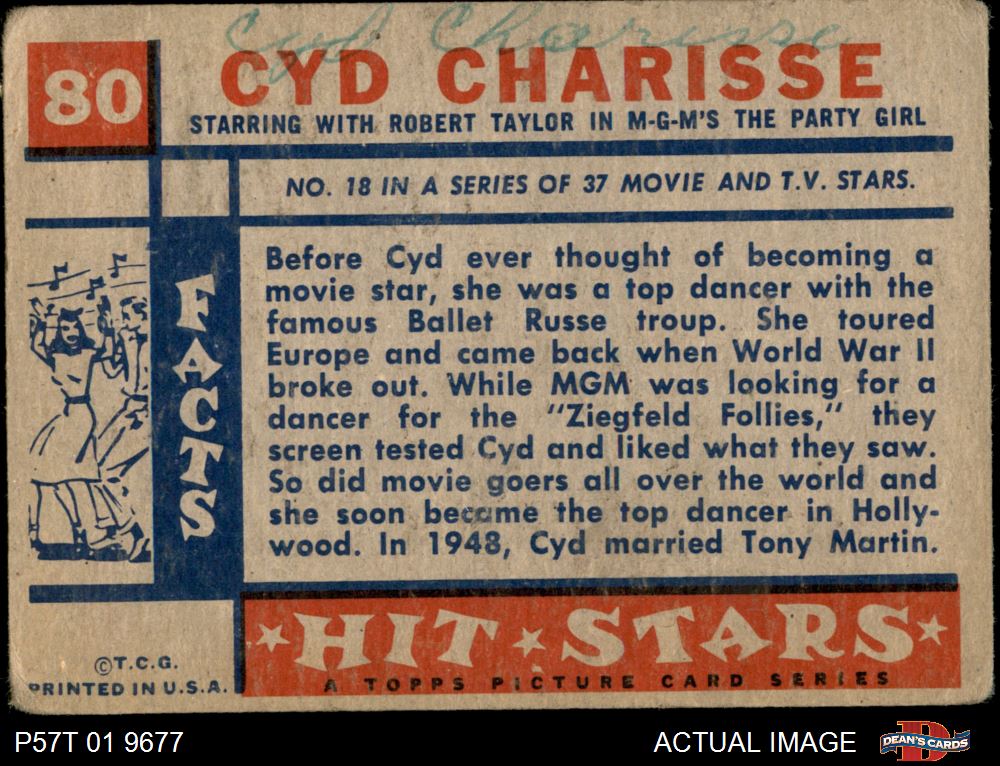 Cyd Charisse
80
CYD CHARISSE
STARRING WITH ROBERT TAYLOR IN M-G-M'S THE PARTY GIRL
NO. 18 IN A SERIES OF 37 MOVIE AND T.V. STARS.
FACTS
Before Cyd ever thought of becoming a
movie star, she was a top dancer with the
famous Ballet Russe troup. She toured
Europe and came back when World War II
broke out. While MGM was looking for a
dancer for the "Ziegfeld Follies," they
screen tested Cyd and liked what they saw.
So did movie goers all over the world and
she soon became the top dancer in Holly-
wood. In 1948, Cyd married Tony Martin.
HIT STARS
A TOPPS PICTURE CARD SERIES
©T.C.G.
PRINTED IN U.S.A.
P57T 01 9677
ACTUAL IMAGE
D
DEAN'S CARDS